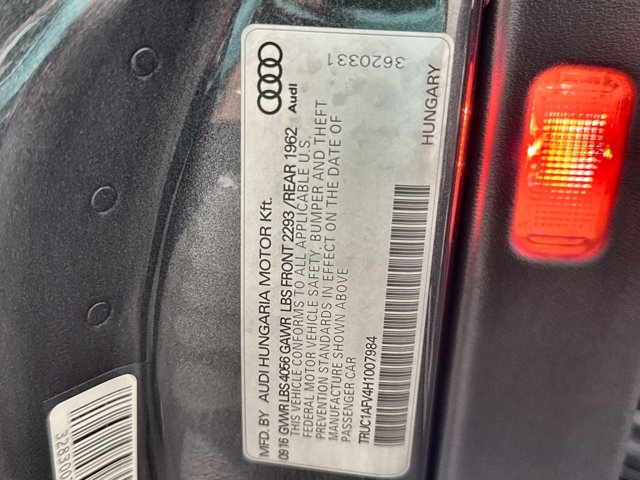 Audi
3620331
MFD. BY AUDI HUNGARIA MOTOR Kft.
09 16 GVWR LBS 4056 GAWR LBS FRONT 2293 /REAR 1962
THIS VEHICLE CONFORMS TO ALL APPLICABLE U.S.
FEDERAL MOTOR VEHICLE SAFETY, BUMPER AND THEFT
PREVENTION STANDARDS IN EFFECT ON THE DATE OF
MANUFACTURE SHOWN ABOVE
PASSENGER CAR
TRUC1AFV4H1007984
HUNGARY